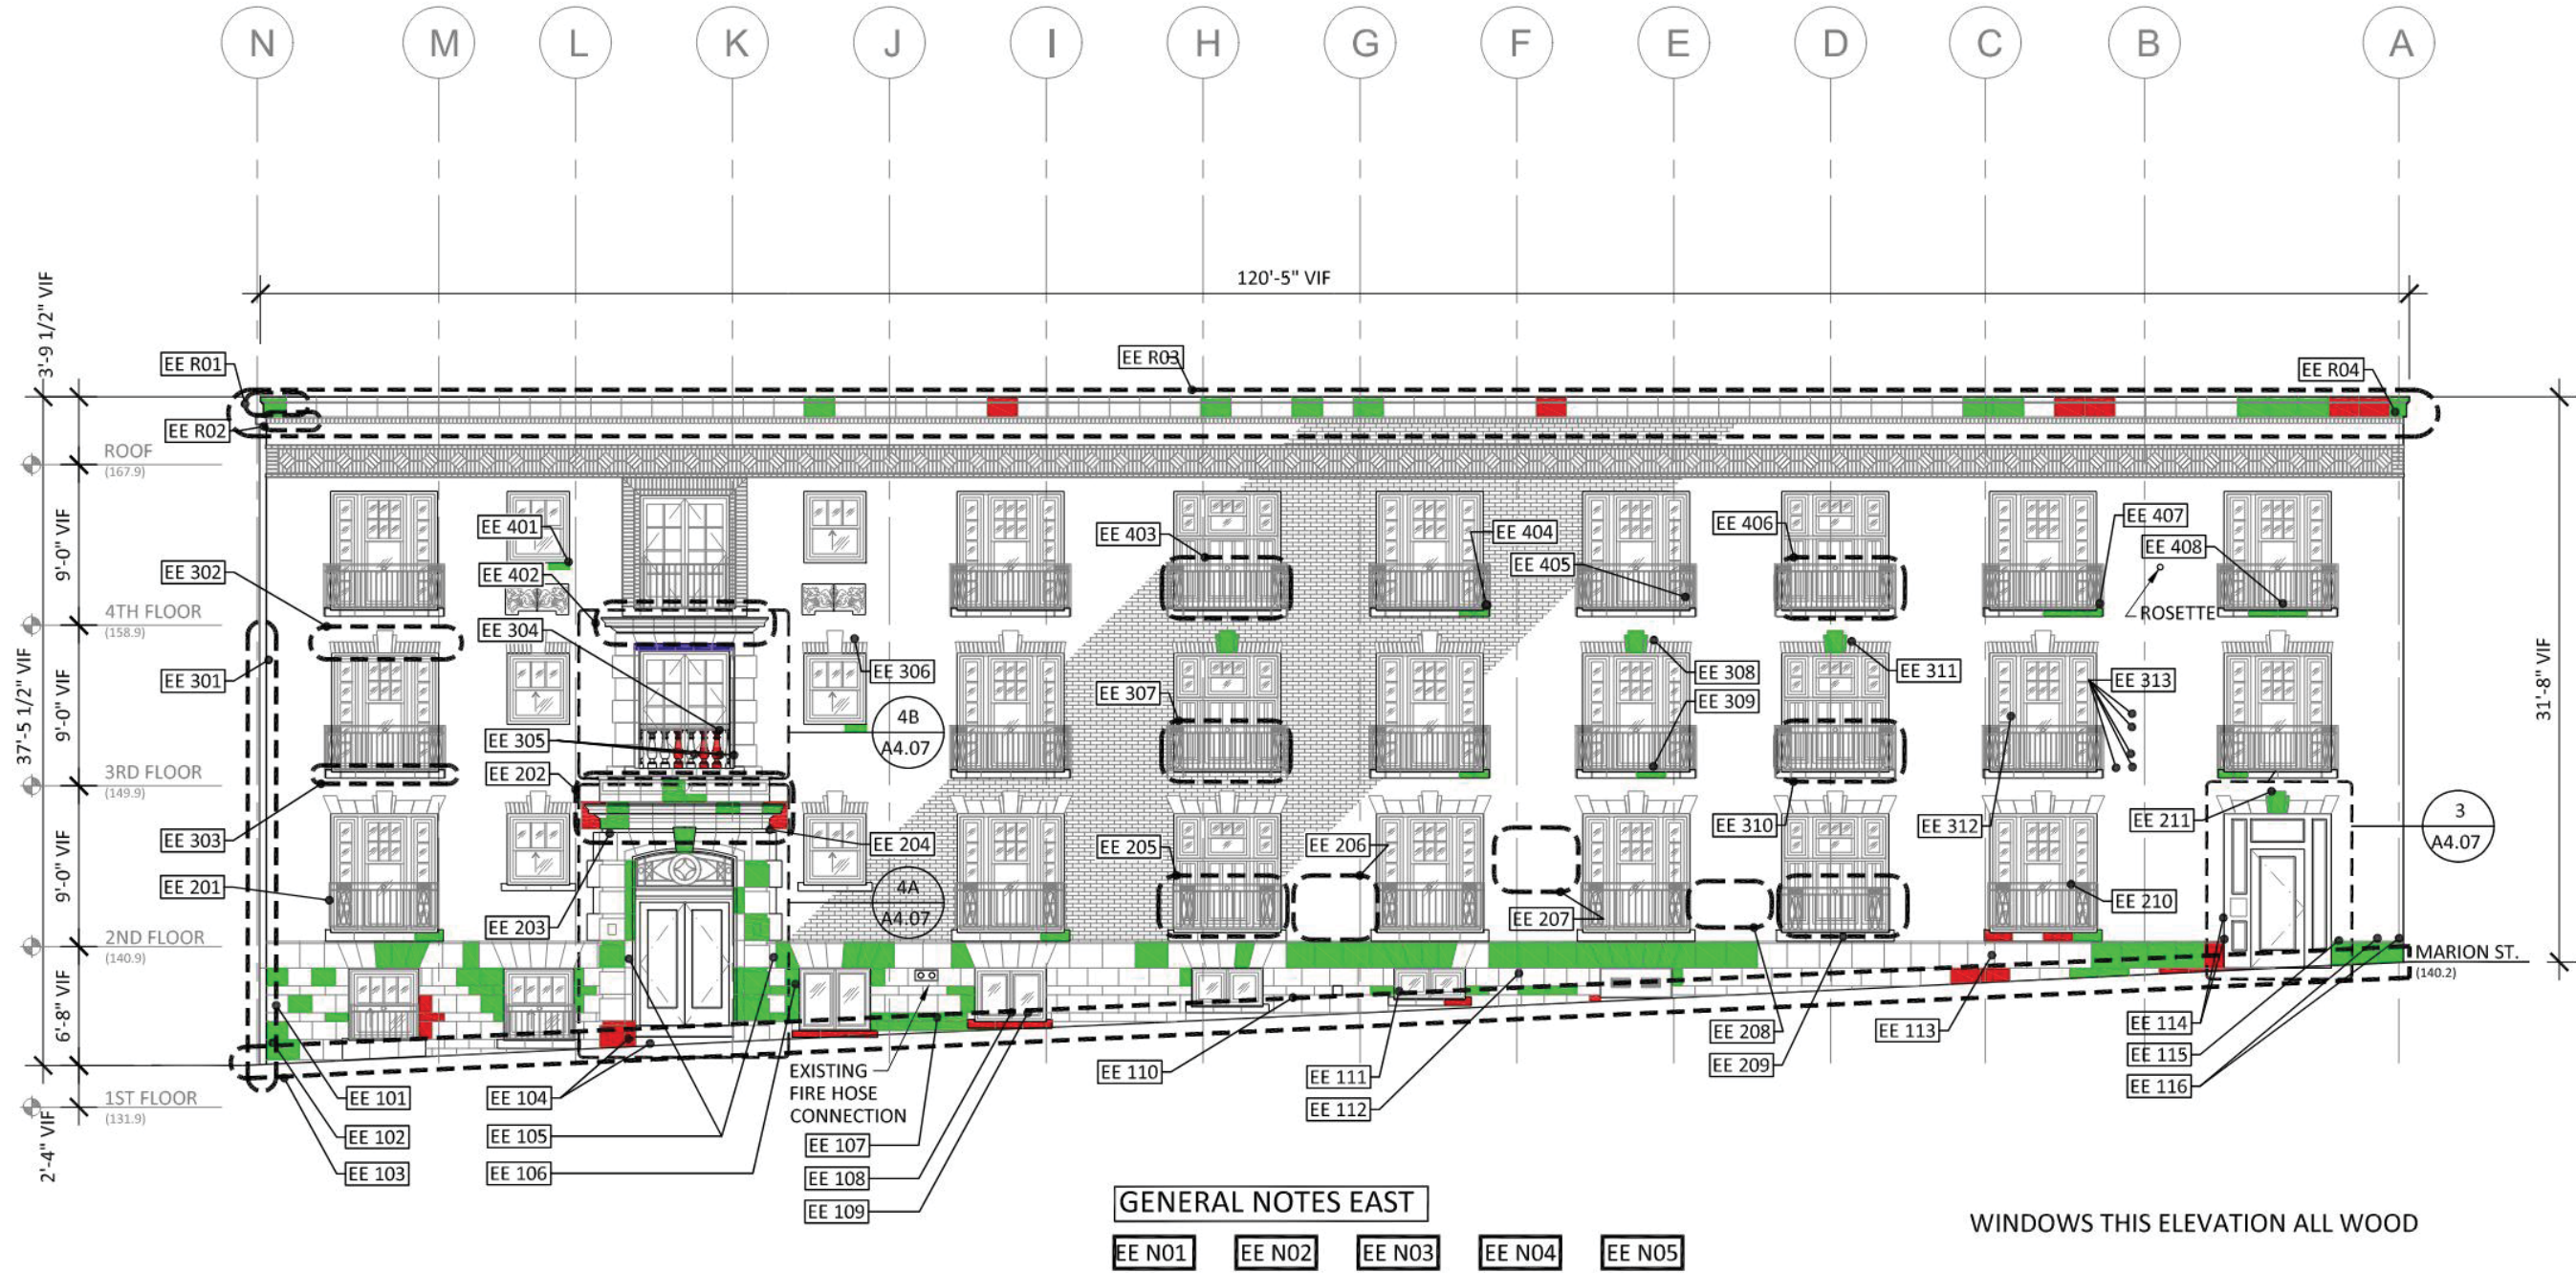 N M L K J I H G F E D C B A
120'-5" VIF
3'-9 1/2" VIF
EE R01
EE R03
EE R04
EE R02
ROOF
(167.9)
9'-0" VIF
EE 401
EE 403
EE 404
EE 406
EE 407
EE 408
EE 405
EE 302
EE 402
4TH FLOOR
(158.9)
ROSETTE
EE 304
EE 301
EE 306
EE 307
EE 308
EE 309
EE 311
EE 313
37'-5 1/2" VIF
9'-0" VIF
31'-8" VIF
4B
A4.07
EE 305
EE 202
3RD FLOOR
(149.9)
EE 303
EE 204
EE 205
EE 206
EE 310
EE 312
EE 211
3
A4.07
9'-0" VIF
EE 201
4A
A4.07
EE 203
EE 207
EE 210
2ND FLOOR
(140.9)
MARION ST.
(140.2)
6'-8" VIF
EE 208
EE 113
EE 114
EE 209
EE 115
EE 110
EE 111
EE 116
EXISTING
FIRE HOSE
CONNECTION
1ST FLOOR
(131.9)
EE 101
EE 104
EE 112
EE 102
EE 105
EE 107
EE 103
EE 106
EE 108
EE 109
2'-4" VIF
GENERAL NOTES EAST
EE N01 EE N02 EE N03 EE N04 EE N05
WINDOWS THIS ELEVATION ALL WOOD